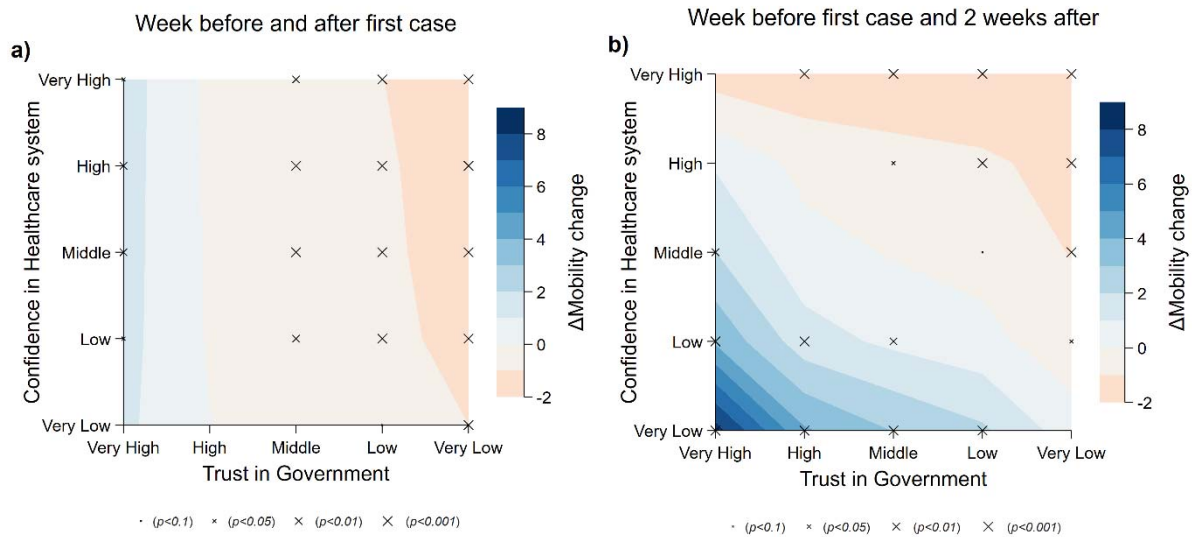 Week before and after first case
a)
Very High
High
Middle
Low
Very Low
Confidence in Healthcare system
Very High High Middle Low Very Low
Trust in Government
8
6
4
2
0
-2
ΔMobility change
· (p<0.1) × (p<0.05) × (p<0.01) × (p<0.001)
Week before first case and 2 weeks after
b)
Very High
High
Middle
Low
Very Low
Confidence in Healthcare system
Very High High Middle Low Very Low
Trust in Government
8
6
4
2
0
-2
ΔMobility change
· (p<0.1) × (p<0.05) × (p<0.01) × (p<0.001)